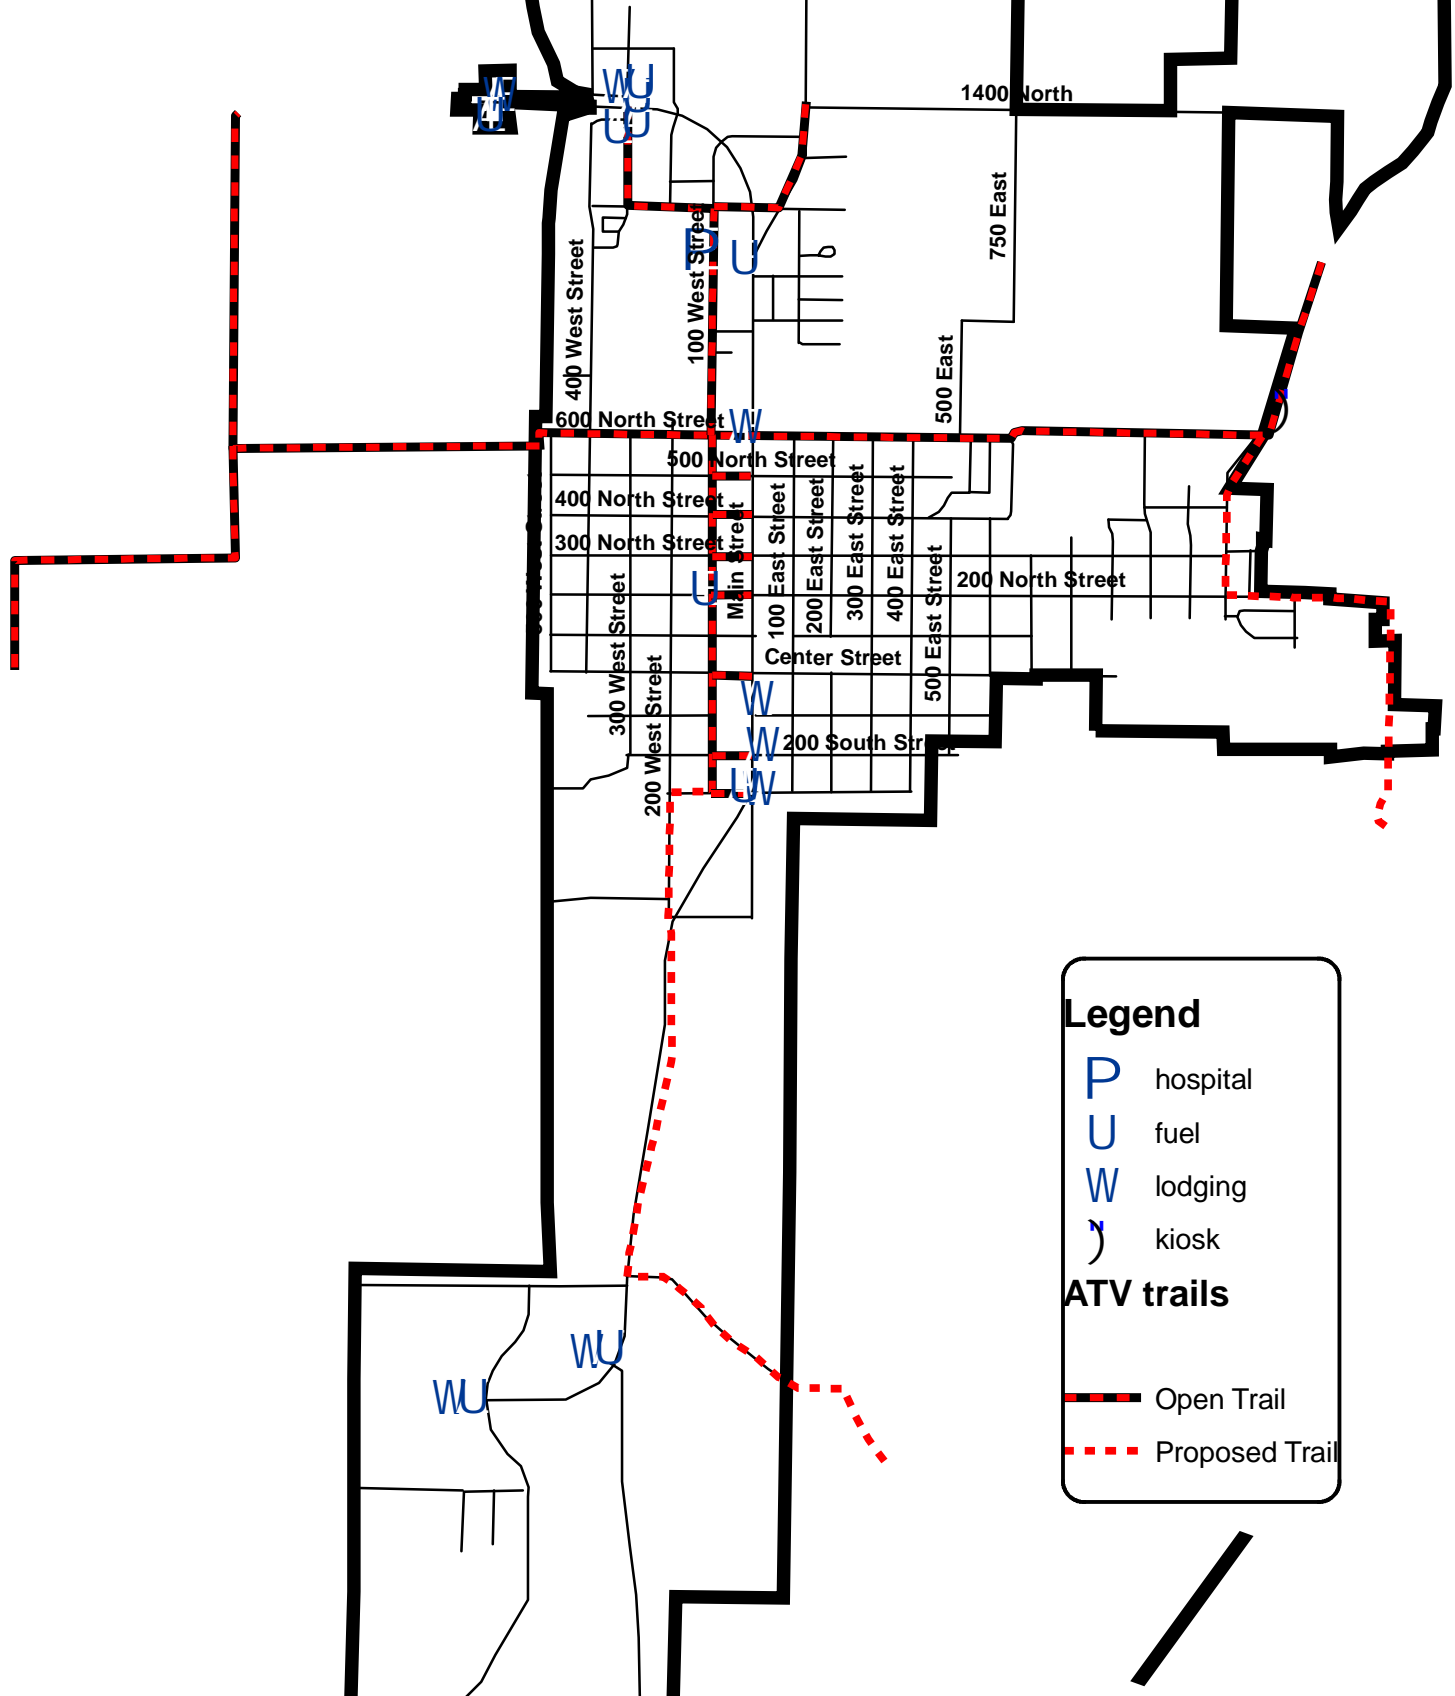 1400 North
750 East
400 West Street
100 West Street
500 East
600 North Street
500 North Street
400 North Street
300 North Street
Main Street
100 East Street
200 East Street
300 East Street
400 East Street
500 East Street
200 North Street
300 West Street
200 West Street
Center Street
200 South Street
P
U
W
W
U
U
U
U
W
U
W
U
W
W
U
W
W
U
W
U
Legend
P hospital
U fuel
W lodging
kiosk
ATV trails
Open Trail
Proposed Trail